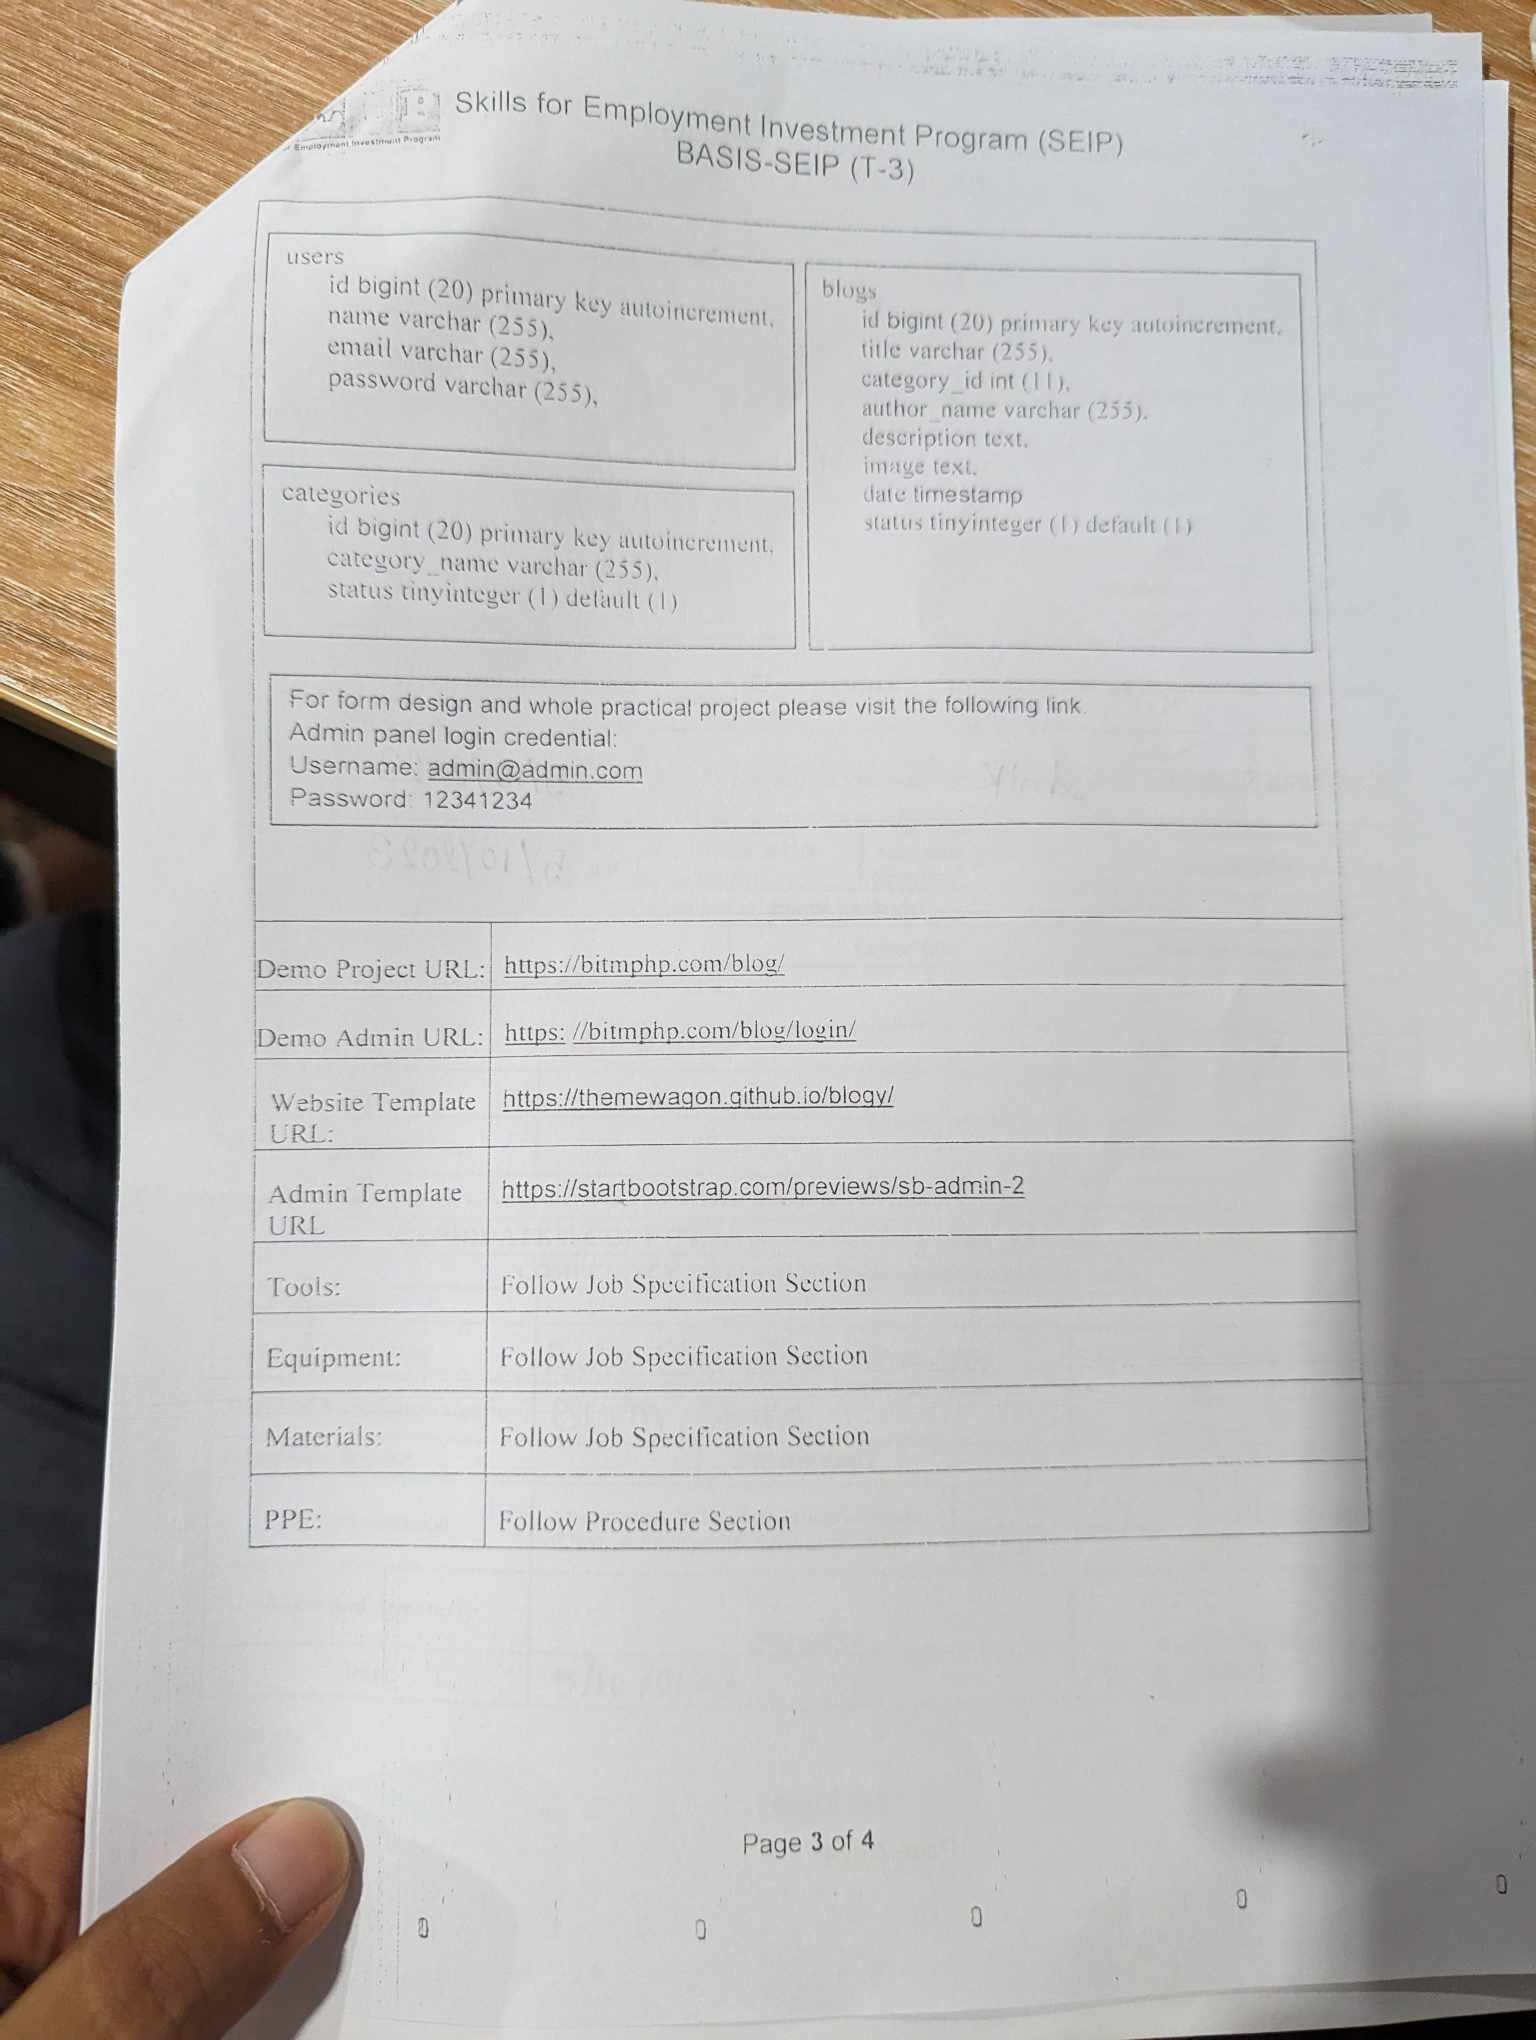 Employment Investment Program
Skills for Employment Investment Program (SEIP)
BASIS-SEIP (T-3)
users
id bigint (20) primary key autoincrement,
name varchar (255),
email varchar (255),
password varchar (255),
categories
id bigint (20) primary key autoincrement,
category_name varchar (255),
status tinyinteger (1) default (1)
blogs
id bigint (20) primary key autoincrement,
title varchar (255),
category_id int (11),
author_name varchar (255),
description text,
image text,
date timestamp
status tinyinteger (1) default (1)
For form design and whole practical project please visit the following link.
Admin panel login credential:
Username: admin@admin.com
Password: 12341234
Demo Project URL: https://bitmphp.com/blog/
Demo Admin URL: https: //bitmphp.com/blog/login/
Website Template https://themewagon.github.io/blogy/
URL:
Admin Template https://startbootstrap.com/previews/sb-admin-2
URL
Tools: Follow Job Specification Section
Equipment: Follow Job Specification Section
Materials: Follow Job Specification Section
PPE: Follow Procedure Section
Page 3 of 4